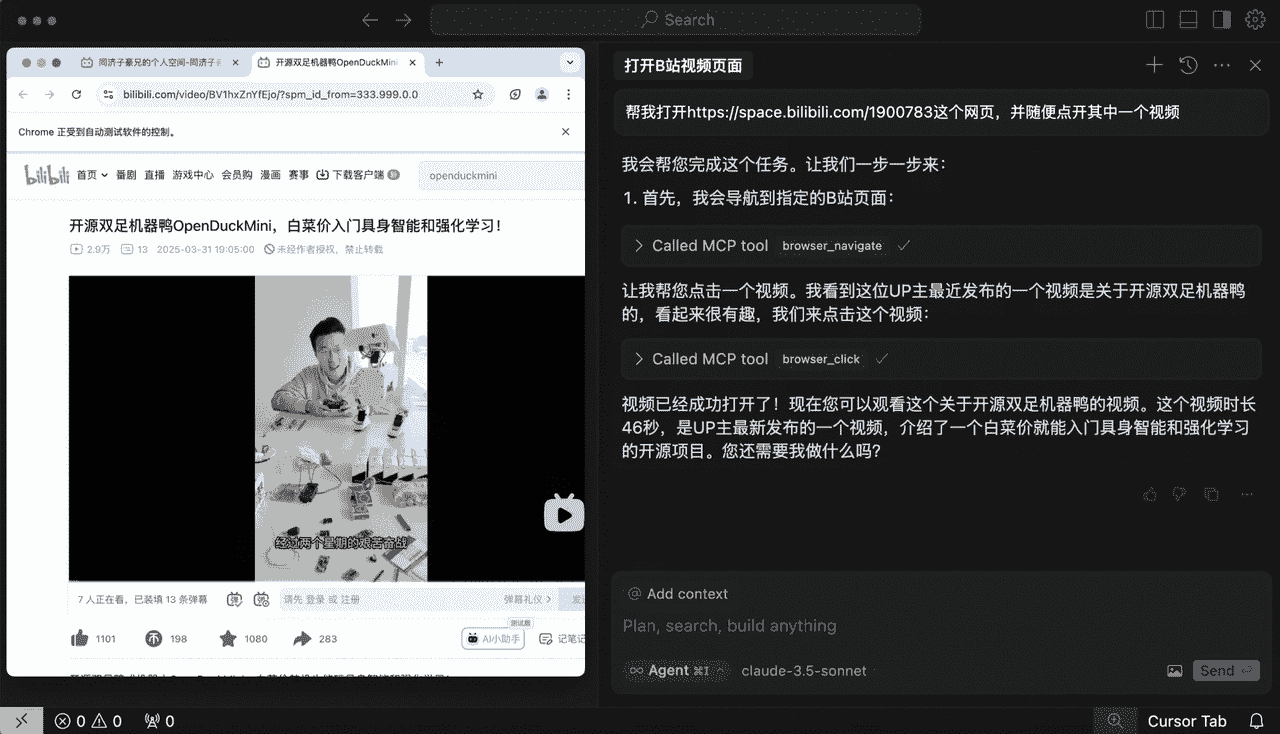 Search
同济子豪兄的个人空间-同济子
开源双足机器鸭OpenDuckMini
bilibili.com/video/BV1hxZnYfEjo/?spm_id_from=333.999.0.0
Chrome 正受到自动测试软件的控制。
bilibili
首页 番剧 直播 游戏中心 会员购 漫画 赛事 下载客户端
openduckmini
开源双足机器鸭OpenDuckMini，白菜价入门具身智能和强化学习！
2.9万 13 2025-03-31 19:05:00 未经作者授权，禁止转载
经过两个星期的艰苦奋战
7 人正在看，已装填 13 条弹幕
请先 登录 或 注册
弹幕礼仪
1101 198 1080 283
测试版
AI小助手
记笔记
打开B站视频页面
帮我打开https://space.bilibili.com/1900783这个网页，并随便点开其中一个视频
我会帮您完成这个任务。让我们一步一步来：
1. 首先，我会导航到指定的B站页面：
Called MCP tool browser_navigate
让我帮您点击一个视频。我看到这位UP主最近发布的一个视频是关于开源双足机器鸭
的，看起来很有趣，我们来点击这个视频：
Called MCP tool browser_click
视频已经成功打开了！现在您可以观看这个关于开源双足机器鸭的视频。这个视频时长
46秒，是UP主最新发布的一个视频，介绍了一个白菜价就能入门具身智能和强化学习
的开源项目。您还需要我做什么吗？
@ Add context
Plan, search, build anything
∞ Agent ⌘I claude-3.5-sonnet
Send
0 0 0
Cursor Tab